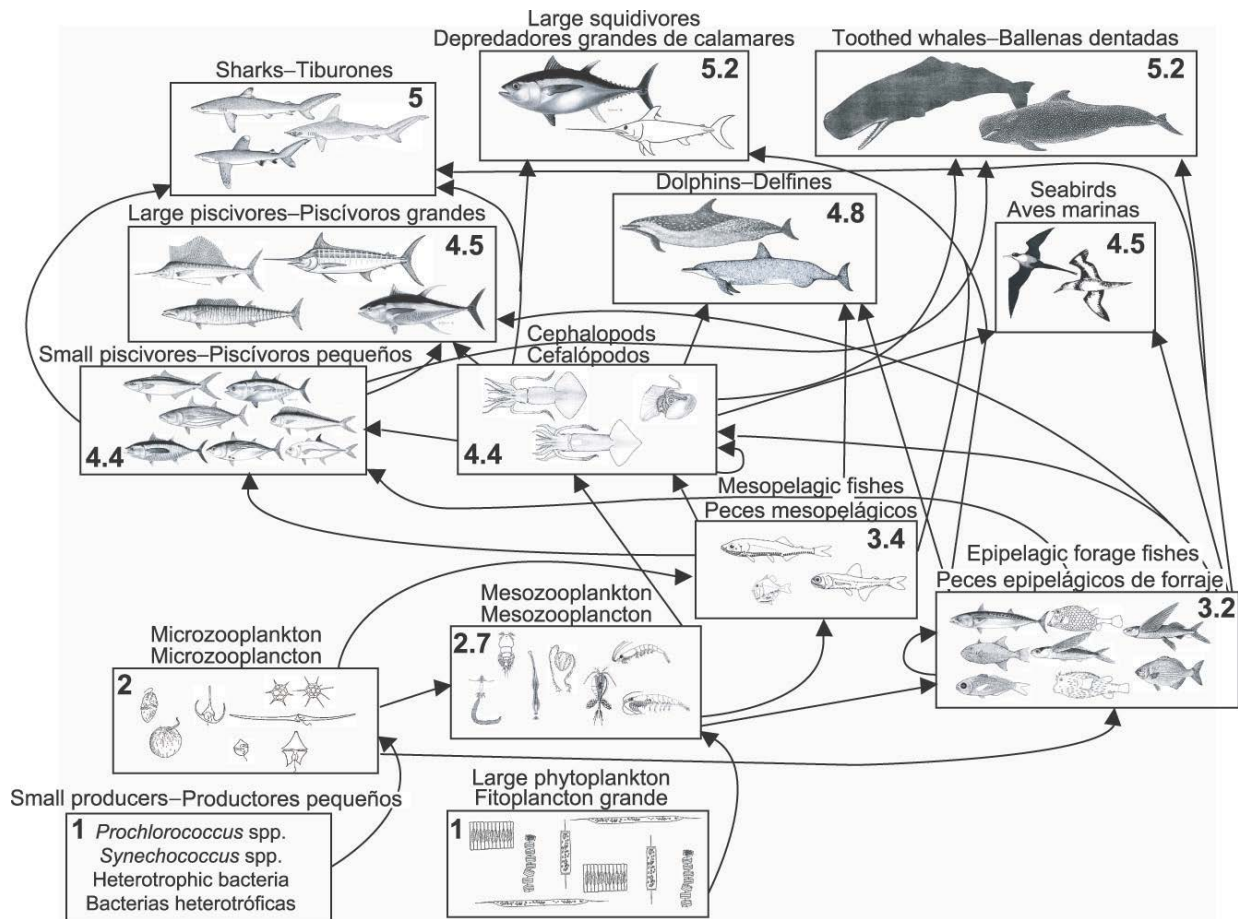 Large squidivores
Depredadores grandes de calamares
5.2
Toothed whales–Ballenas dentadas
5.2
Sharks–Tiburones
5
Dolphins–Delfines
4.8
Seabirds
Aves marinas
4.5
Large piscivores–Piscívoros grandes
4.5
Small piscivores–Piscívoros pequeños
4.4
Cephalopods
Cefalópodos
4.4
Mesopelagic fishes
Peces mesopelágicos
3.4
Epipelagic forage fishes
Peces epipelágicos de forraje
3.2
Mesozooplankton
Mesozooplancton
2.7
Microzooplankton
Microzooplancton
2
Small producers–Productores pequeños
1 Prochlorococcus spp.
Synechococcus spp.
Heterotrophic bacteria
Bacterias heterotróficas
Large phytoplankton
Fitoplancton grande
1